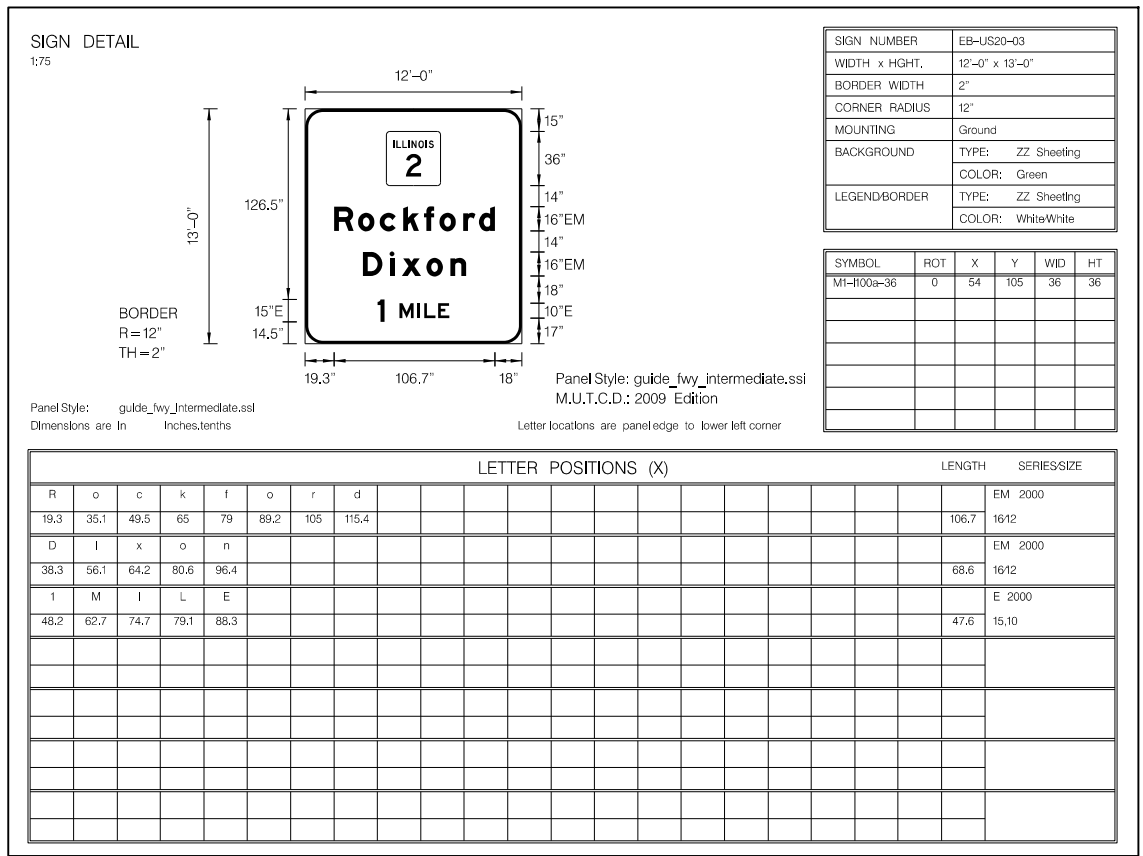 SIGN DETAIL
1:75
12'-0"
13'-0"
126.5"
15"E
14.5"
ILLINOIS
2
Rockford
Dixon
1 MILE
15"
36"
14"
16"EM
14"
16"EM
18"
10"E
17"
19.3" 106.7" 18"
BORDER
R=12"
TH=2"
Panel Style: guide_fwy_intermediate.ssi
M.U.T.C.D.: 2009 Edition
Panel Style: guide_fwy_intermediate.ssi
Dimensions are in inches.tenths
Letter locations are panel edge to lower left corner
SIGN NUMBER EB-US20-03
WIDTH x HGHT. 12'-0" x 13'-0"
BORDER WIDTH 2"
CORNER RADIUS 12"
MOUNTING Ground
BACKGROUND TYPE: ZZ Sheeting
COLOR: Green
LEGEND/BORDER TYPE: ZZ Sheeting
COLOR: White/White
SYMBOL ROT X Y WID HT
M1-I100a-36 0 54 105 36 36
LETTER POSITIONS (X) LENGTH SERIES/SIZE
R o c k f o r d EM 2000
19.3 35.1 49.5 65 79 89.2 105 115.4 106.7 16/12
D i x o n EM 2000
38.3 56.1 64.2 80.6 96.4 68.6 16/12
1 M I L E E 2000
48.2 62.7 74.7 79.1 88.3 47.6 15,10